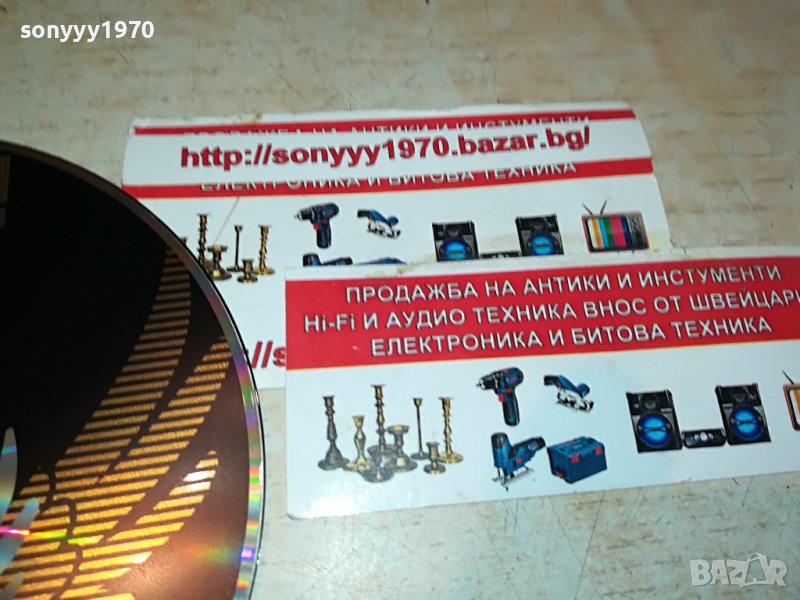 sonyyy1970
ПРОДАЖБА НА АНТИКИ И ИНСТУМЕНТИ
http://sonyyy1970.bazar.bg/
ЕЛЕКТРОНИКА И БИТОВА ТЕХНИКА
ПРОДАЖБА НА АНТИКИ И ИНСТУМЕНТИ
Hi-Fi И АУДИО ТЕХНИКА ВНОС ОТ ШВЕЙЦАРИ
ЕЛЕКТРОНИКА И БИТОВА ТЕХНИКА
//s
BAZAR